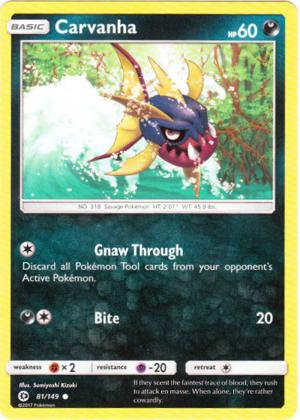 BASIC Carvanha HP60
NO. 318 Savage Pokémon HT: 2'07" WT: 45.9 lbs.
Gnaw Through
Discard all Pokémon Tool cards from your opponent's
Active Pokémon.
Bite 20
weakness ×2 resistance -20 retreat
Illus. Sumiyoshi Kizuki
81/149
©2017 Pokémon
If they scent the faintest trace of blood, they rush
to attack en masse. When alone, they're rather
cowardly.